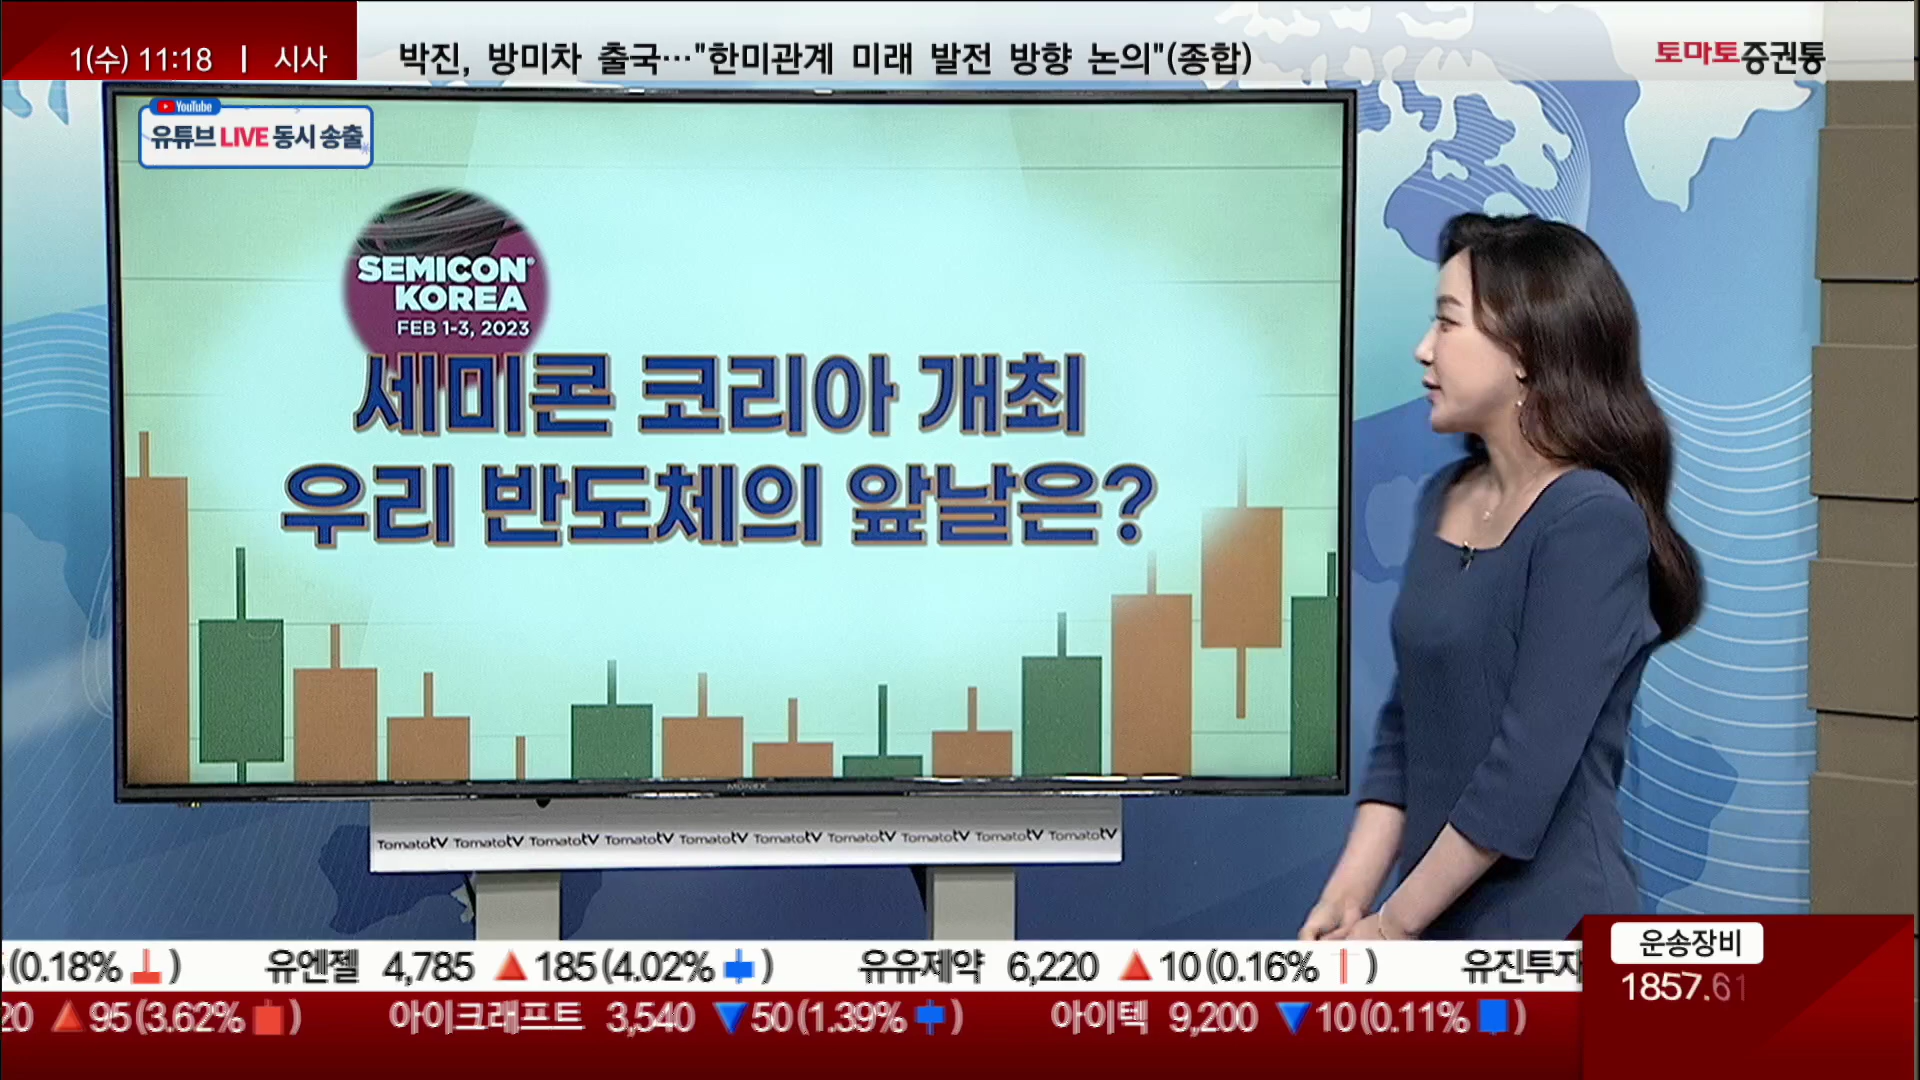 1(수) 11:18 | 시사
박진, 방미차 출국…"한미관계 미래 발전 방향 논의"(종합)
토마토증권통
YouTube
유튜브 LIVE 동시 송출
SEMICON
KOREA
FEB 1-3, 2023
세미콘 코리아 개최
우리 반도체의 앞날은?
TomatoTV TomatoTV TomatoTV TomatoTV TomatoTV TomatoTV TomatoTV TomatoTV TomatoTV TomatoTV
(0.18% ) 유엔젤 4,785 ▲185(4.02% ) 유유제약 6,220 ▲10(0.16% ) 유진투자
20 ▲95(3.62% ) 아이크래프트 3,540 ▼50(1.39% ) 아이텍 9,200 ▼10(0.11% )
운송장비
1857.61